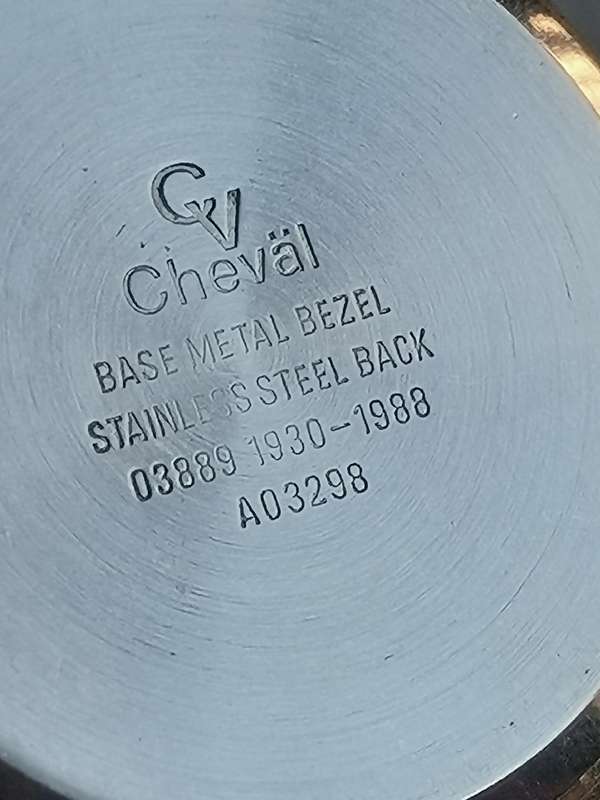 CV
Cheväl
BASE METAL BEZEL
STAINLESS STEEL BACK
03889 1930-1988
A03298